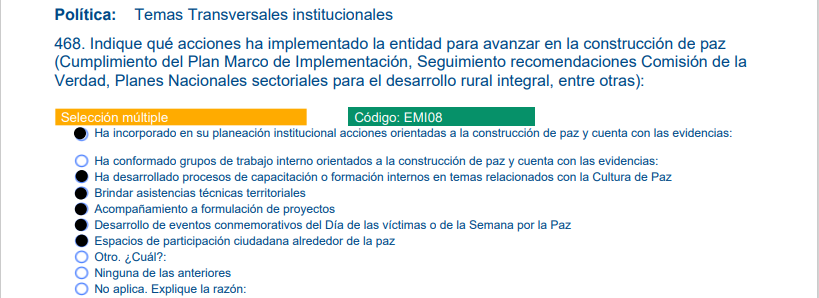 Política: Temas Transversales institucionales
468. Indique qué acciones ha implementado la entidad para avanzar en la construcción de paz
(Cumplimiento del Plan Marco de Implementación, Seguimiento recomendaciones Comisión de la
Verdad, Planes Nacionales sectoriales para el desarrollo rural integral, entre otras):
Selección múltiple Código: EMI08
Ha incorporado en su planeación institucional acciones orientadas a la construcción de paz y cuenta con las evidencias:
Ha conformado grupos de trabajo interno orientados a la construcción de paz y cuenta con las evidencias:
Ha desarrollado procesos de capacitación o formación internos en temas relacionados con la Cultura de Paz
Brindar asistencias técnicas territoriales
Acompañamiento a formulación de proyectos
Desarrollo de eventos conmemorativos del Día de las víctimas o de la Semana por la Paz
Espacios de participación ciudadana alrededor de la paz
Otro. ¿Cuál?:
Ninguna de las anteriores
No aplica. Explique la razón: